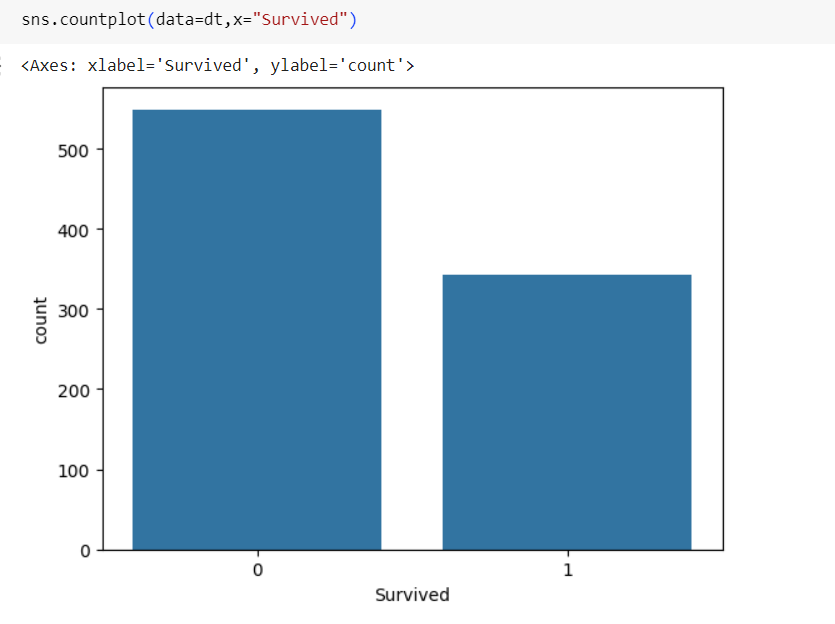 sns.countplot(data=dt,x="Survived")
<Axes: xlabel='Survived', ylabel='count'>
500
400
300
200
100
0
count
0 1
Survived